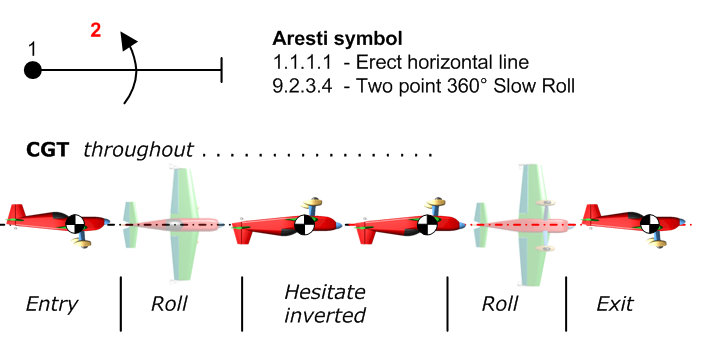 2
1
Aresti symbol
1.1.1.1 - Erect horizontal line
9.2.3.4 - Two point 360° Slow Roll
CGT throughout . . . . . . . . . . . . . . . . .
Entry
Roll
Hesitate
inverted
Roll
Exit